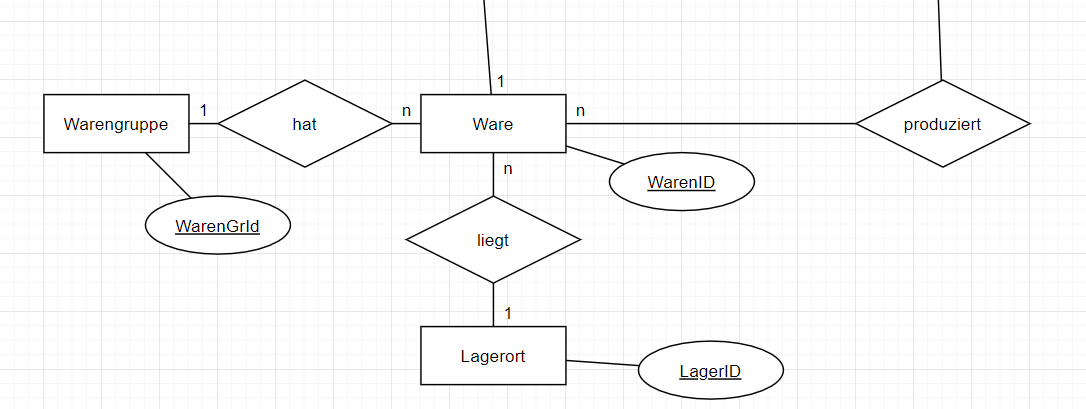 1
Warengruppe
1
hat
n
Ware
n
produziert
n
WarenID
WarenGrId
liegt
1
Lagerort
LagerID